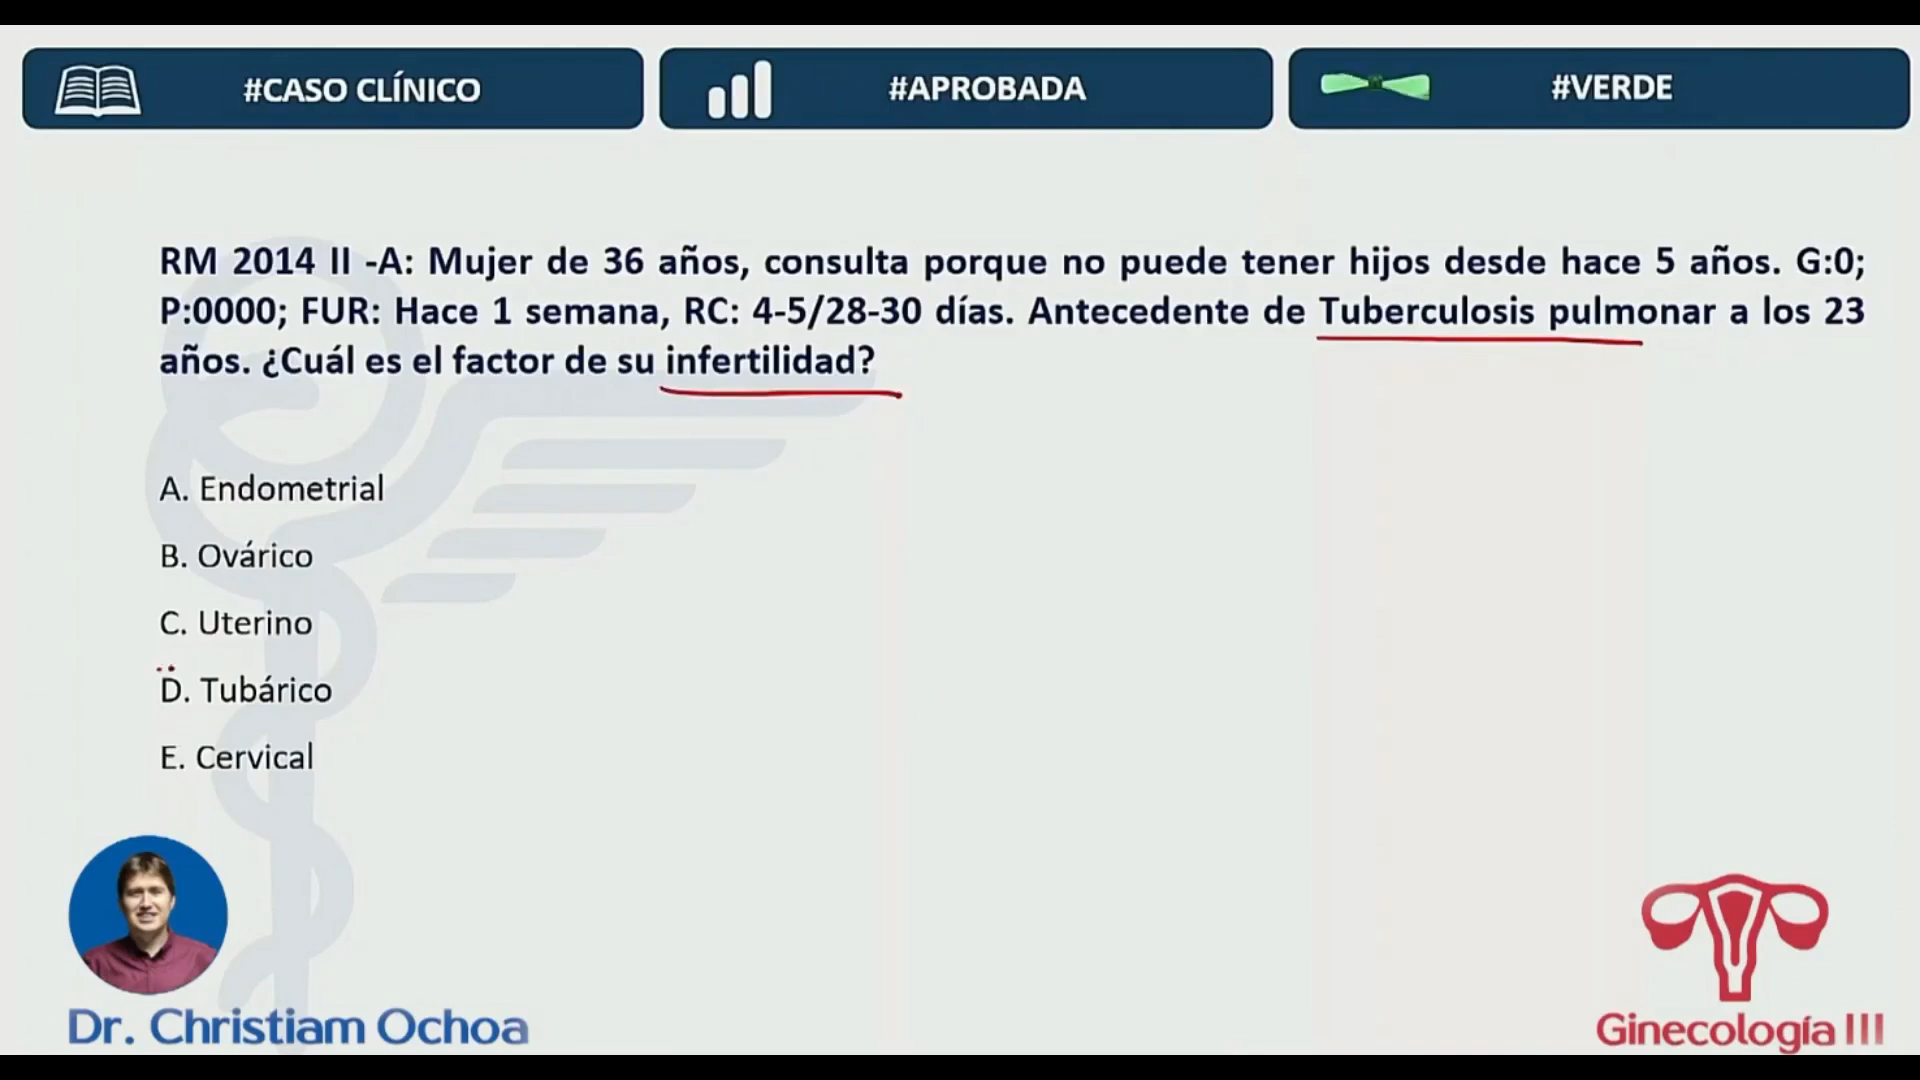 #CASO CLÍNICO
#APROBADA
#VERDE
RM 2014 II -A: Mujer de 36 años, consulta porque no puede tener hijos desde hace 5 años. G:0;
P:0000; FUR: Hace 1 semana, RC: 4-5/28-30 días. Antecedente de Tuberculosis pulmonar a los 23
años. ¿Cuál es el factor de su infertilidad?
A. Endometrial
B. Ovárico
C. Uterino
D. Tubárico
E. Cervical
Dr. Christiam Ochoa
Ginecología III